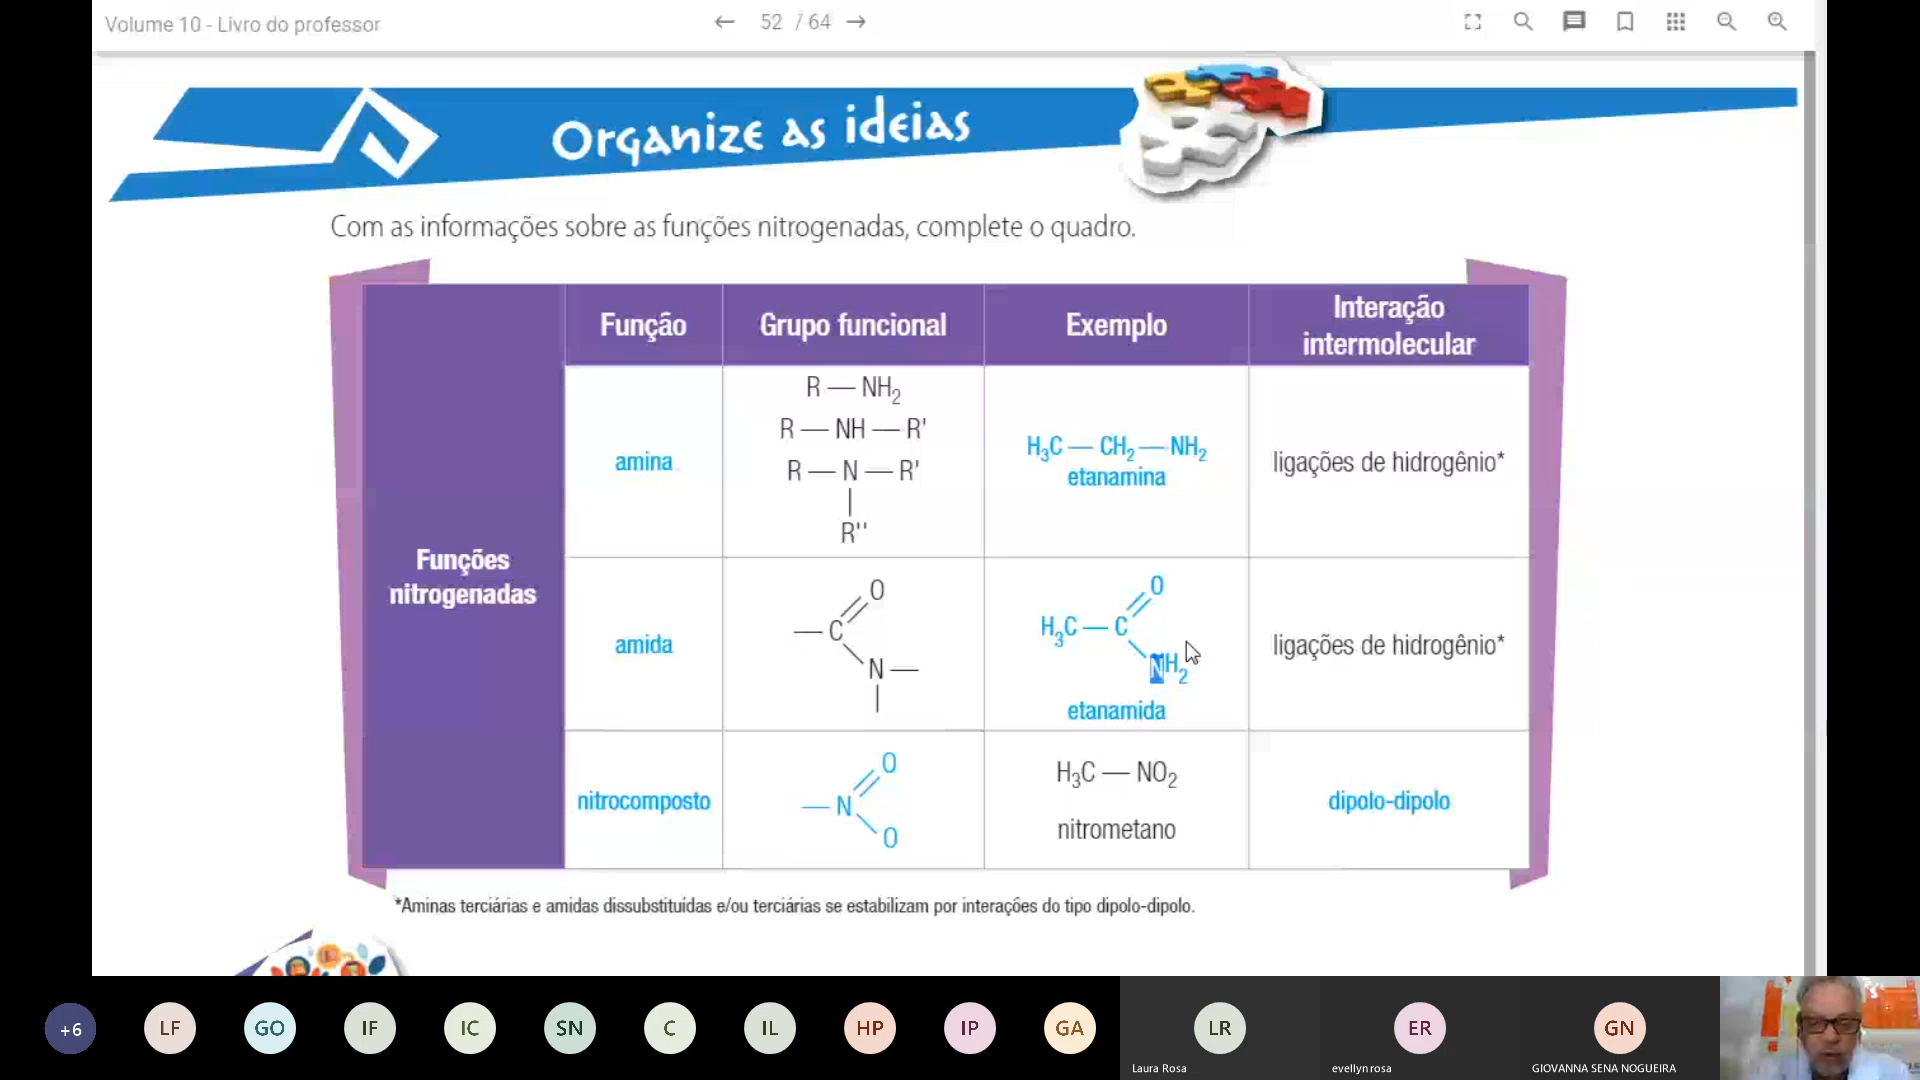 Volume 10 - Livro do professor
52 / 64
Organize as ideias
Com as informações sobre as funções nitrogenadas, complete o quadro.
Função Grupo funcional Exemplo Interação intermolecular
Funções nitrogenadas
amina
R — NH2
R — NH — R'
R — N — R'
|
R''
H3C — CH2 — NH2
etanamina
ligações de hidrogênio*
amida
O
— C
N —
H3C — C
O
NH2
etanamida
ligações de hidrogênio*
nitrocomposto
O
— N
O
H3C — NO2
nitrometano
dipolo-dipolo
*Aminas terciárias e amidas dissubstituídas e/ou terciárias se estabilizam por interações do tipo dipolo-dipolo.
+6 LF GO IF IC SN C IL HP IP GA LR ER GN
Laura Rosa evellyn rosa GIOVANNA SENA NOGUEIRA